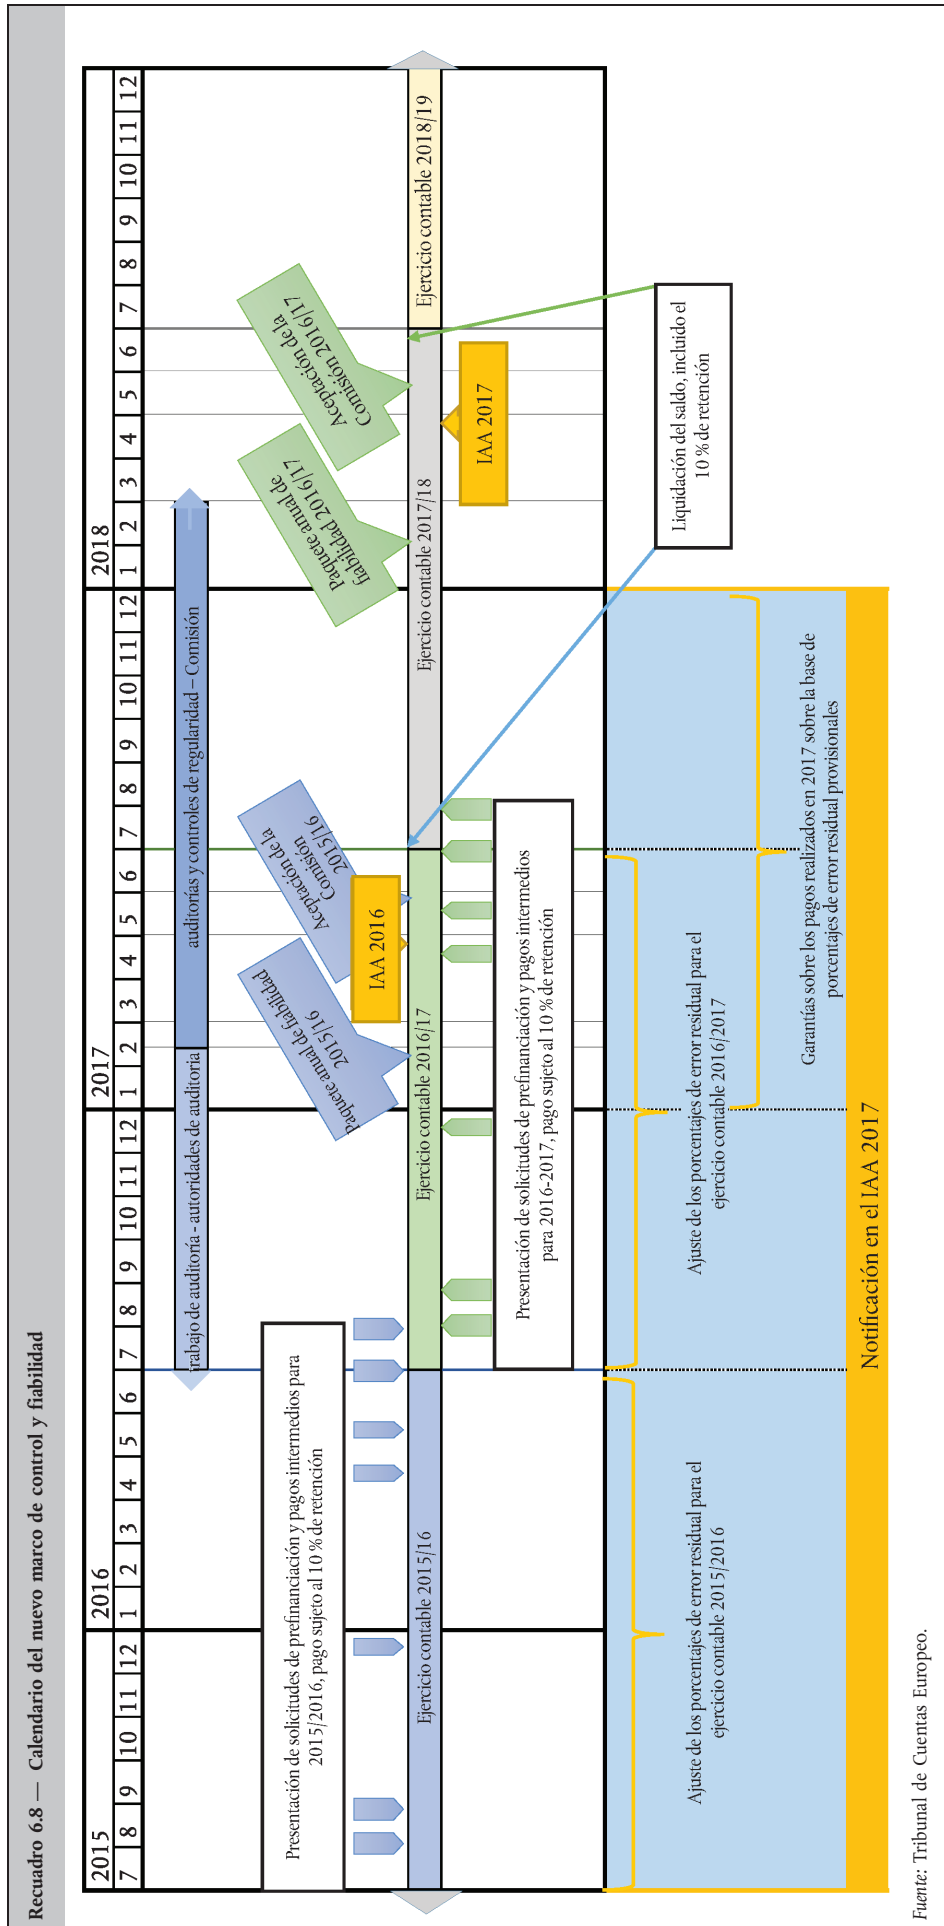 Recuadro 6.8 — Calendario del nuevo marco de control y fiabilidad
2015 2016 2017 2018
7 8 9 10 11 12 1 2 3 4 5 6 7 8 9 10 11 12 1 2 3 4 5 6 7 8 9 10 11 12 1 2 3 4 5 6 7 8 9 10 11 12
rabajo de auditoría - autoridades de auditoria
auditorías y controles de regularidad – Comisión
Presentación de solicitudes de prefinanciación y pagos intermedios para
2015/2016, pago sujeto al 10 % de retención
Paquete anual de fiabilidad
2015/16
Aceptación de la
Comisión
2015/16
IAA 2016
Paquete anual de
fiabilidad 2016/17
Aceptación de la
Comisión 2016/17
Ejercicio contable 2015/16
Ejercicio contable 2016/17
Ejercicio contable 2017/18
Ejercicio contable 2018/19
IAA 2017
Presentación de solicitudes de prefinanciación y pagos intermedios
para 2016-2017, pago sujeto al 10 % de retención
Liquidación del saldo, incluido el
10 % de retención
Ajuste de los porcentajes de error residual para el
ejercicio contable 2015/2016
Ajuste de los porcentajes de error residual para el
ejercicio contable 2016/2017
Garantías sobre los pagos realizados en 2017 sobre la base de
porcentajes de error residual provisionales
Notificación en el IAA 2017
Fuente: Tribunal de Cuentas Europeo.